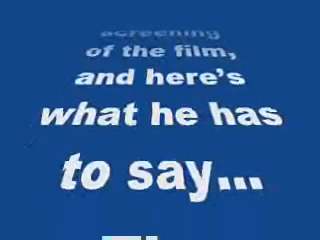 screening
of the film,
and here's
what he has
to say...